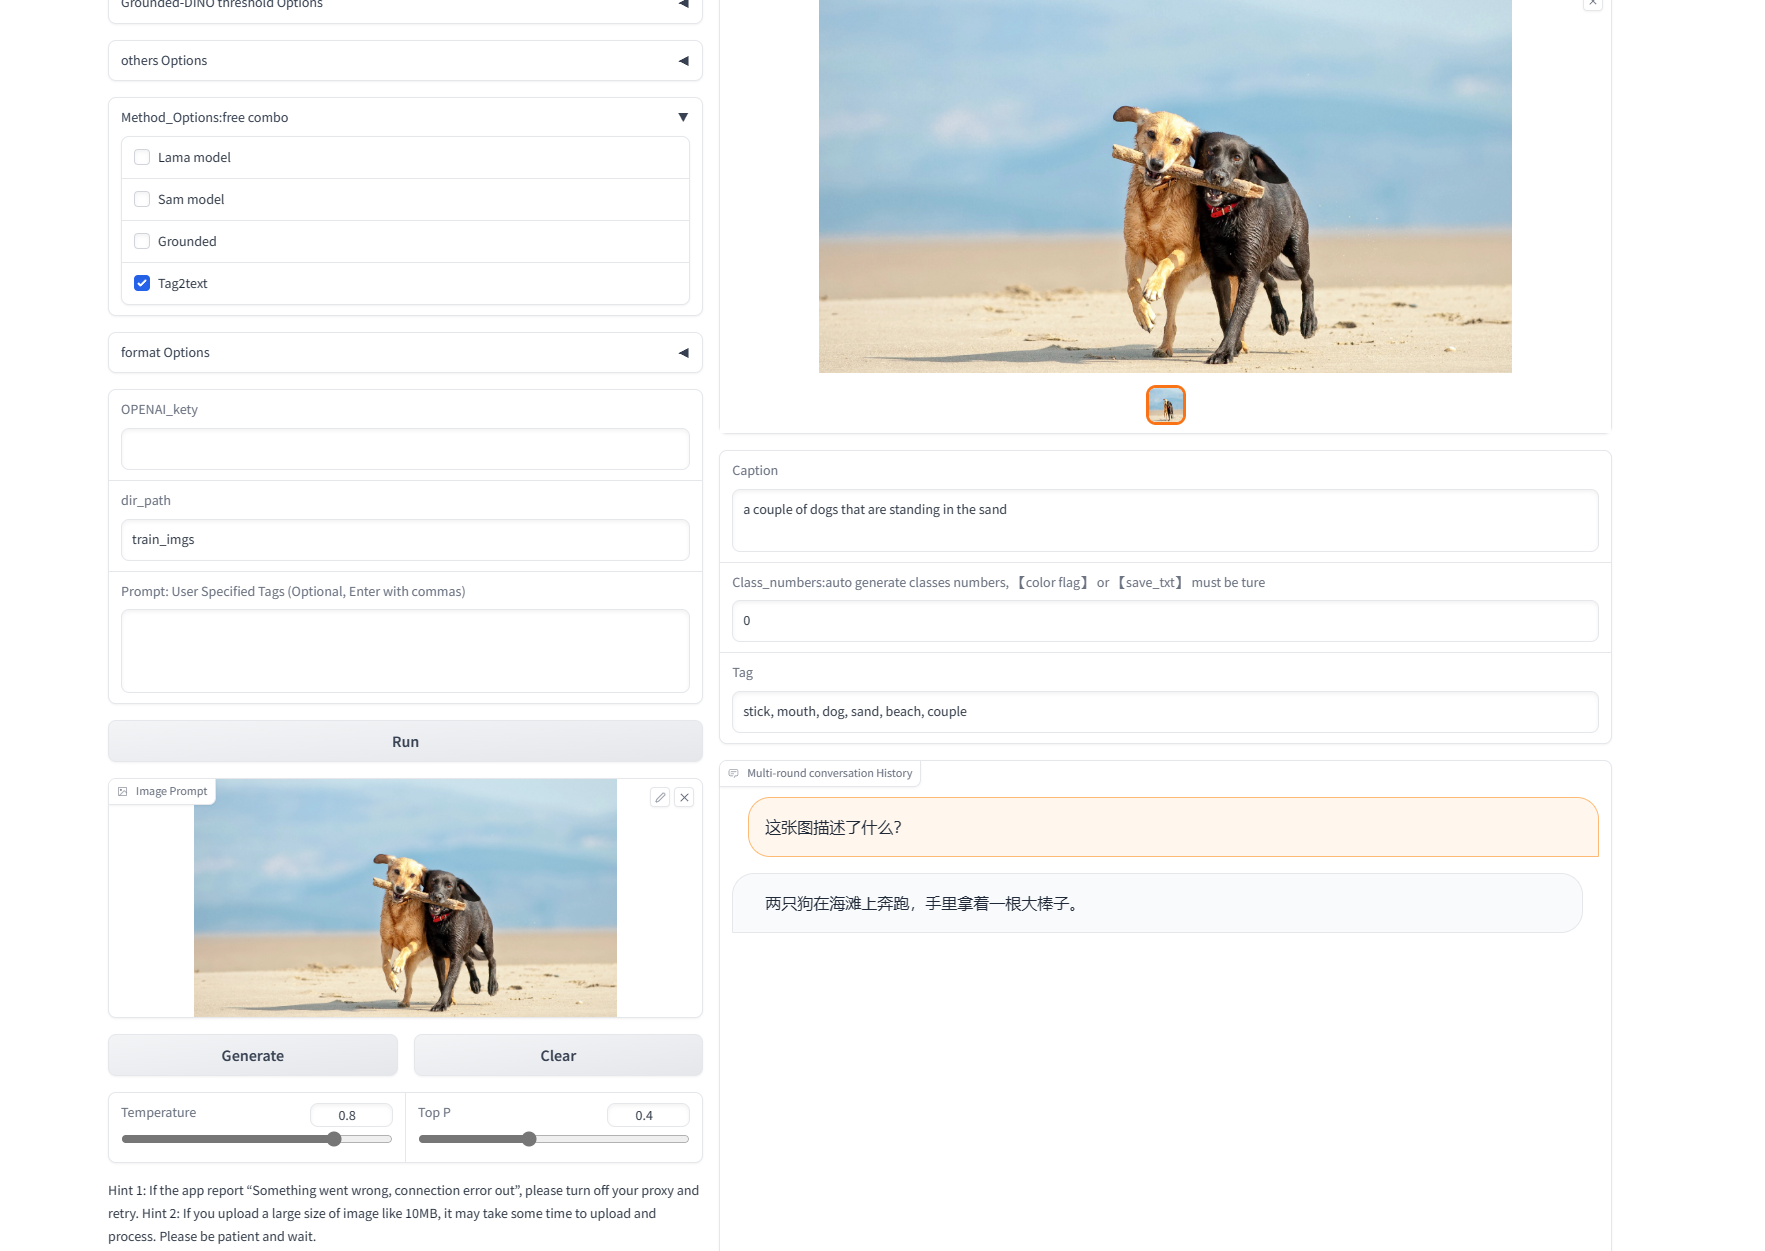 Grounded-DINO threshold Options
others Options
Method_Options:free combo
Lama model
Sam model
Grounded
Tag2text
format Options
OPENAI_kety
dir_path
train_imgs
Prompt: User Specified Tags (Optional, Enter with commas)
Run
Image Prompt
Generate
Clear
Temperature
0.8
Top P
0.4
Hint 1: If the app report “Something went wrong, connection error out”, please turn off your proxy and
retry. Hint 2: If you upload a large size of image like 10MB, it may take some time to upload and
process. Please be patient and wait.
Caption
a couple of dogs that are standing in the sand
Class_numbers:auto generate classes numbers, 【color flag】 or 【save_txt】 must be ture
0
Tag
stick, mouth, dog, sand, beach, couple
Multi-round conversation History
这张图描述了什么？
两只狗在海滩上奔跑，手里拿着一根大棒子。